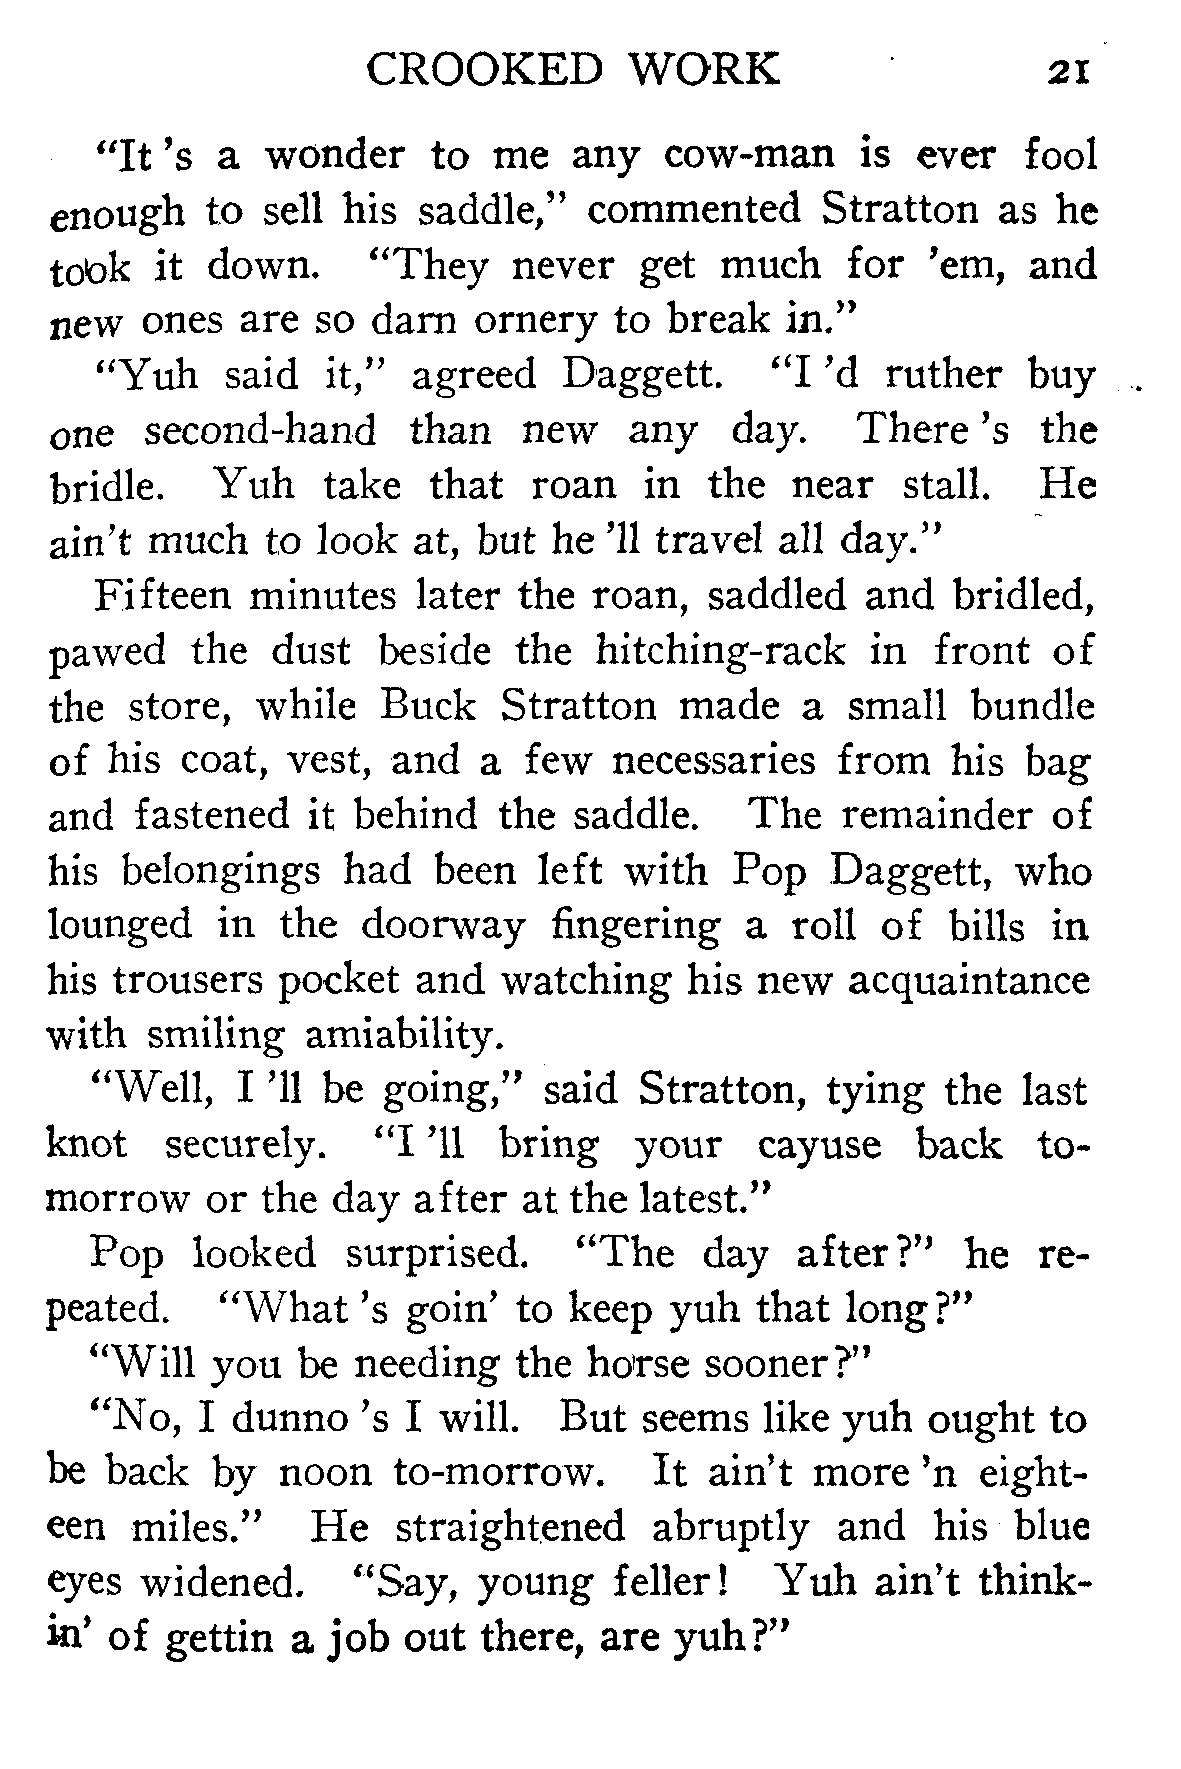 CROOKED WORK 21
“It 's a wonder to me any cow-man is ever fool
enough to sell his saddle,” commented Stratton as he
took it down. “They never get much for 'em, and
new ones are so darn ornery to break in.”
“Yuh said it,” agreed Daggett. “I 'd ruther buy
one second-hand than new any day. There 's the
bridle. Yuh take that roan in the near stall. He
ain't much to look at, but he 'll travel all day.”
Fifteen minutes later the roan, saddled and bridled,
pawed the dust beside the hitching-rack in front of
the store, while Buck Stratton made a small bundle
of his coat, vest, and a few necessaries from his bag
and fastened it behind the saddle. The remainder of
his belongings had been left with Pop Daggett, who
lounged in the doorway fingering a roll of bills in
his trousers pocket and watching his new acquaintance
with smiling amiability.
“Well, I 'll be going,” said Stratton, tying the last
knot securely. “I 'll bring your cayuse back to-
morrow or the day after at the latest.”
Pop looked surprised. “The day after?” he re-
peated. “What 's goin' to keep yuh that long?”
“Will you be needing the horse sooner?”
“No, I dunno 's I will. But seems like yuh ought to
be back by noon to-morrow. It ain't more 'n eight-
een miles.” He straightened abruptly and his blue
eyes widened. “Say, young feller! Yuh ain't think-
in' of gettin a job out there, are yuh?”